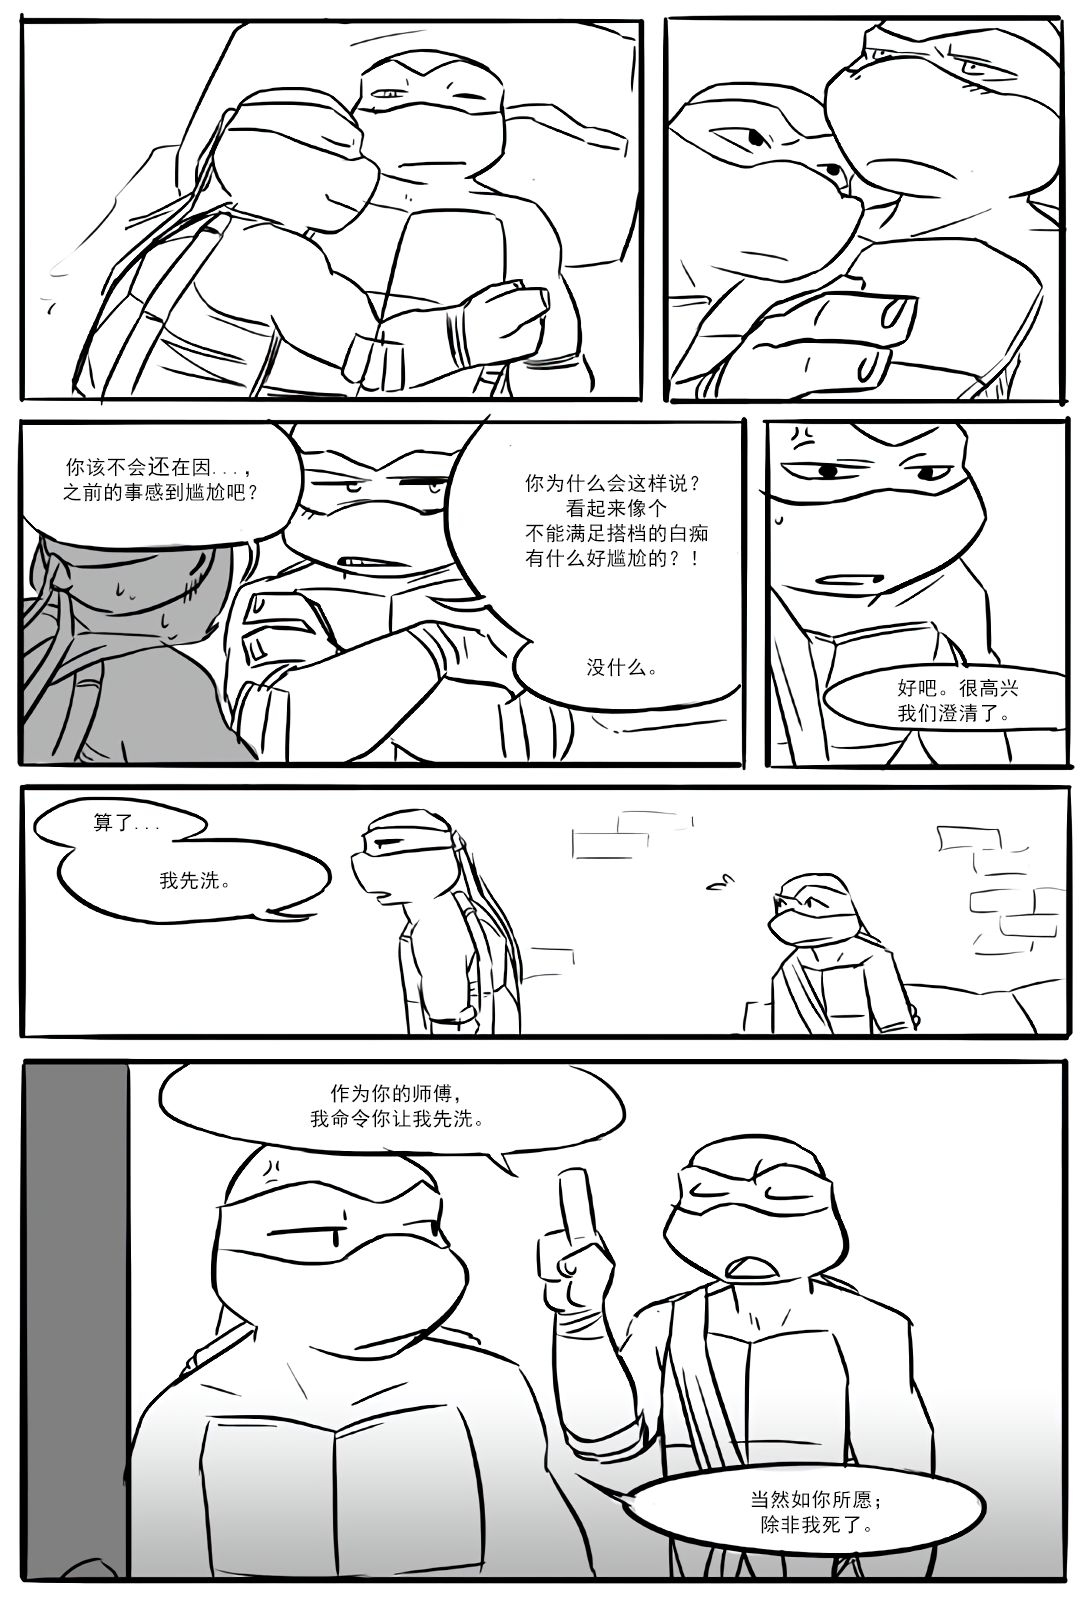 你该不会还在因...，
之前的事感到尴尬吧？
你为什么会这样说？
看起来像个
不能满足搭档的白痴
有什么好尴尬的？！
没什么。
好吧。很高兴
我们澄清了。
算了...
我先洗。
作为你的师傅，
我命令你让我先洗。
当然如你所愿；
除非我死了。